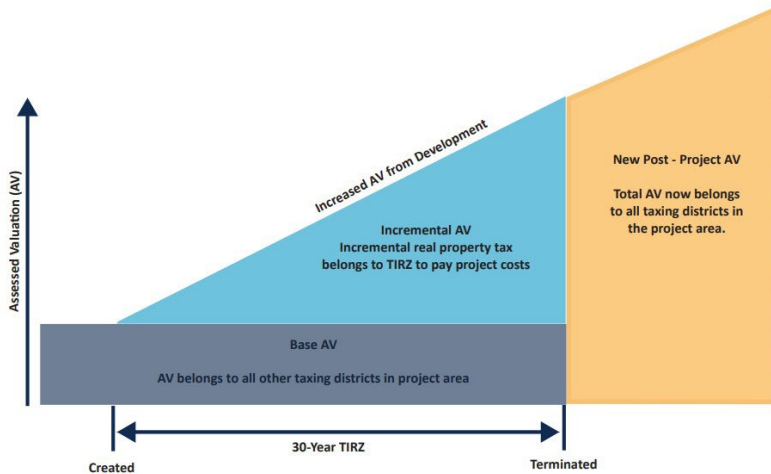 Assessed Valuation (AV)
Increased AV from Development
Incremental AV
Incremental real property tax
belongs to TIRZ to pay project costs
New Post - Project AV
Total AV now belongs
to all taxing districts in
the project area.
Base AV
AV belongs to all other taxing districts in project area
30-Year TIRZ
Created
Terminated